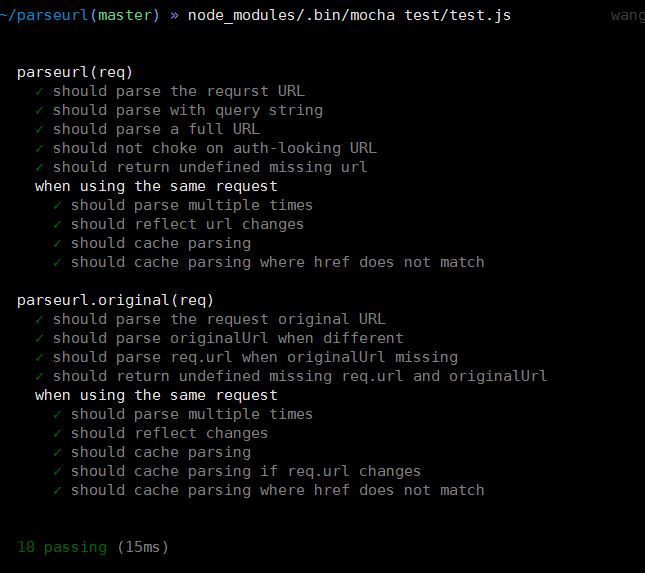 ~/parseurl(master) » node_modules/.bin/mocha test/test.js wang
parseurl(req)
✓ should parse the requrst URL
✓ should parse with query string
✓ should parse a full URL
✓ should not choke on auth-looking URL
✓ should return undefined missing url
when using the same request
✓ should parse multiple times
✓ should reflect url changes
✓ should cache parsing
✓ should cache parsing where href does not match
parseurl.original(req)
✓ should parse the request original URL
✓ should parse originalUrl when different
✓ should parse req.url when originalUrl missing
✓ should return undefined missing req.url and originalUrl
when using the same request
✓ should parse multiple times
✓ should reflect changes
✓ should cache parsing
✓ should cache parsing if req.url changes
✓ should cache parsing where href does not match
18 passing (15ms)